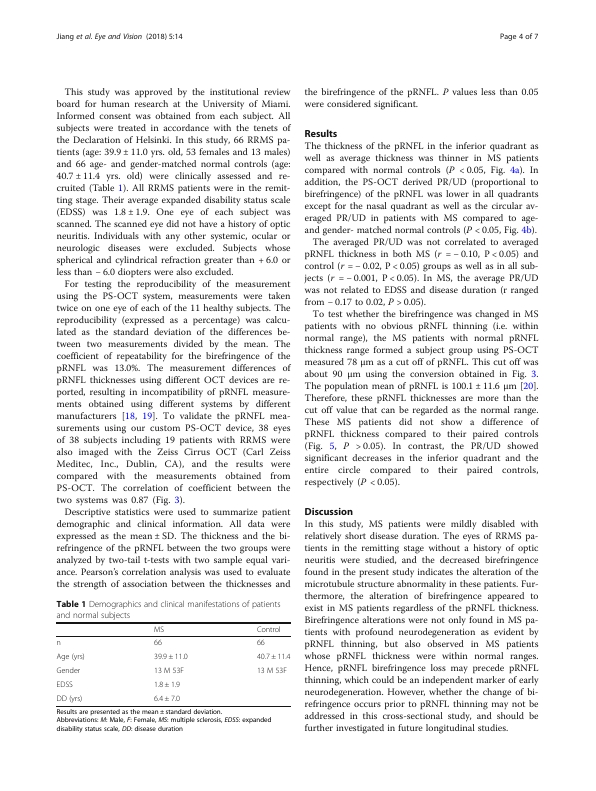 Jiang et al. Eye and Vision (2018) 5:14
Page 4 of 7
This study was approved by the institutional review
board for human research at the University of Miami.
Informed consent was obtained from each subject. All
subjects were treated in accordance with the tenets of
the Declaration of Helsinki. In this study, 66 RRMS pa-
tients (age: 39.9 ± 11.0 yrs. old, 53 females and 13 males)
and 66 age- and gender-matched normal controls (age:
40.7 ± 11.4 yrs. old) were clinically assessed and re-
cruited (Table 1). All RRMS patients were in the remit-
ting stage. Their average expanded disability status scale
(EDSS) was 1.8 ± 1.9. One eye of each subject was
scanned. The scanned eye did not have a history of optic
neuritis. Individuals with any other systemic, ocular or
neurologic diseases were excluded. Subjects whose
spherical and cylindrical refraction greater than + 6.0 or
less than − 6.0 diopters were also excluded.
For testing the reproducibility of the measurement
using the PS-OCT system, measurements were taken
twice on one eye of each of the 11 healthy subjects. The
reproducibility (expressed as a percentage) was calcu-
lated as the standard deviation of the differences be-
tween two measurements divided by the mean. The
coefficient of repeatability for the birefringence of the
pRNFL was 13.0%. The measurement differences of
pRNFL thicknesses using different OCT devices are re-
ported, resulting in incompatibility of pRNFL measure-
ments obtained using different systems by different
manufacturers [18, 19]. To validate the pRNFL mea-
surements using our custom PS-OCT device, 38 eyes
of 38 subjects including 19 patients with RRMS were
also imaged with the Zeiss Cirrus OCT (Carl Zeiss
Meditec, Inc., Dublin, CA), and the results were
compared with the measurements obtained from
PS-OCT. The correlation of coefficient between the
two systems was 0.87 (Fig. 3).
Descriptive statistics were used to summarize patient
demographic and clinical information. All data were
expressed as the mean ± SD. The thickness and the bi-
refringence of the pRNFL between the two groups were
analyzed by two-tail t-tests with two sample equal vari-
ance. Pearson's correlation analysis was used to evaluate
the strength of association between the thicknesses and
Table 1 Demographics and clinical manifestations of patients
and normal subjects
MS Control
n 66 66
Age (yrs) 39.9 ± 11.0 40.7 ± 11.4
Gender 13 M 53F 13 M 53F
EDSS 1.8 ± 1.9
DD (yrs) 6.4 ± 7.0
Results are presented as the mean ± standard deviation.
Abbreviations: M: Male, F: Female, MS: multiple sclerosis, EDSS: expanded
disability status scale, DD: disease duration
the birefringence of the pRNFL. P values less than 0.05
were considered significant.
Results
The thickness of the pRNFL in the inferior quadrant as
well as average thickness was thinner in MS patients
compared with normal controls (P < 0.05, Fig. 4a). In
addition, the PS-OCT derived PR/UD (proportional to
birefringence) of the pRNFL was lower in all quadrants
except for the nasal quadrant as well as the circular av-
eraged PR/UD in patients with MS compared to age-
and gender- matched normal controls (P < 0.05, Fig. 4b).
The averaged PR/UD was not correlated to averaged
pRNFL thickness in both MS (r = − 0.10, P < 0.05) and
control (r = − 0.02, P < 0.05) groups as well as in all sub-
jects (r = − 0.001, P < 0.05). In MS, the average PR/UD
was not related to EDSS and disease duration (r ranged
from − 0.17 to 0.02, P > 0.05).
To test whether the birefringence was changed in MS
patients with no obvious pRNFL thinning (i.e. within
normal range), the MS patients with normal pRNFL
thickness range formed a subject group using PS-OCT
measured 78 μm as a cut off of pRNFL. This cut off was
about 90 μm using the conversion obtained in Fig. 3.
The population mean of pRNFL is 100.1 ± 11.6 μm [20].
Therefore, these pRNFL thicknesses are more than the
cut off value that can be regarded as the normal range.
These MS patients did not show a difference of
pRNFL thickness compared to their paired controls
(Fig. 5, P > 0.05). In contrast, the PR/UD showed
significant decreases in the inferior quadrant and the
entire circle compared to their paired controls,
respectively (P < 0.05).
Discussion
In this study, MS patients were mildly disabled with
relatively short disease duration. The eyes of RRMS pa-
tients in the remitting stage without a history of optic
neuritis were studied, and the decreased birefringence
found in the present study indicates the alteration of the
microtubule structure abnormality in these patients. Fur-
thermore, the alteration of birefringence appeared to
exist in MS patients regardless of the pRNFL thickness.
Birefringence alterations were not only found in MS pa-
tients with profound neurodegeneration as evident by
pRNFL thinning, but also observed in MS patients
whose pRNFL thickness were within normal ranges.
Hence, pRNFL birefringence loss may precede pRNFL
thinning, which could be an independent marker of early
neurodegeneration. However, whether the change of bi-
refringence occurs prior to pRNFL thinning may not be
addressed in this cross-sectional study, and should be
further investigated in future longitudinal studies.